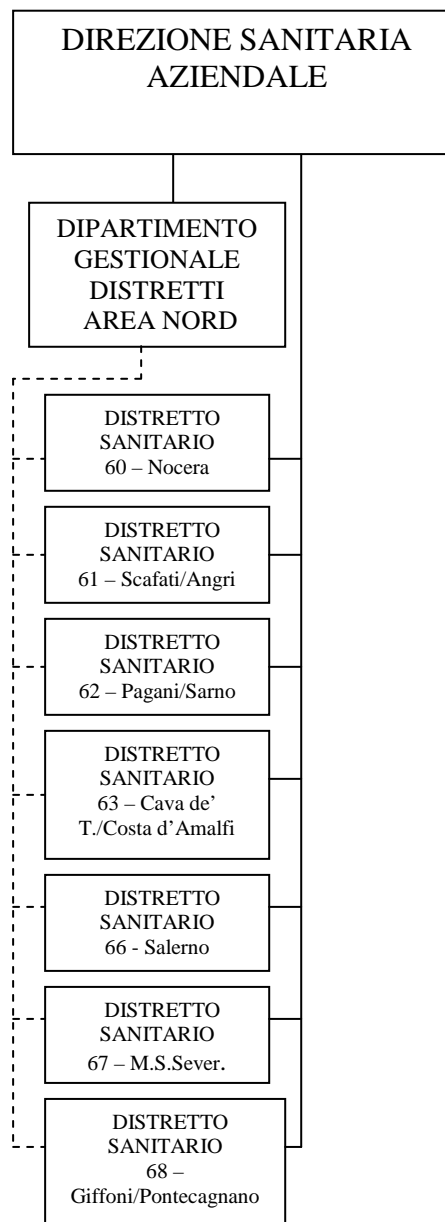 DIREZIONE SANITARIA
AZIENDALE
DIPARTIMENTO
GESTIONALE
DISTRETTI
AREA NORD
DISTRETTO
SANITARIO
60 – Nocera
DISTRETTO
SANITARIO
61 – Scafati/Angri
DISTRETTO
SANITARIO
62 – Pagani/Sarno
DISTRETTO
SANITARIO
63 – Cava de’
T./Costa d’Amalfi
DISTRETTO
SANITARIO
66 - Salerno
DISTRETTO
SANITARIO
67 – M.S.Sever.
DISTRETTO
SANITARIO
68 –
Giffoni/Pontecagnano